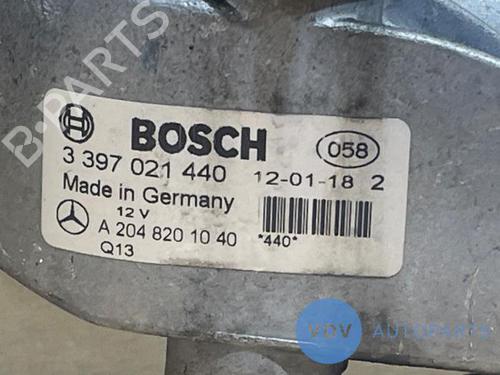 B-PARTS
BOSCH
058
3 397 021 440
12-01-18 2
Made in Germany
12 V
A 204 820 10 40
*440*
Q13
VDV AUTOPARTS